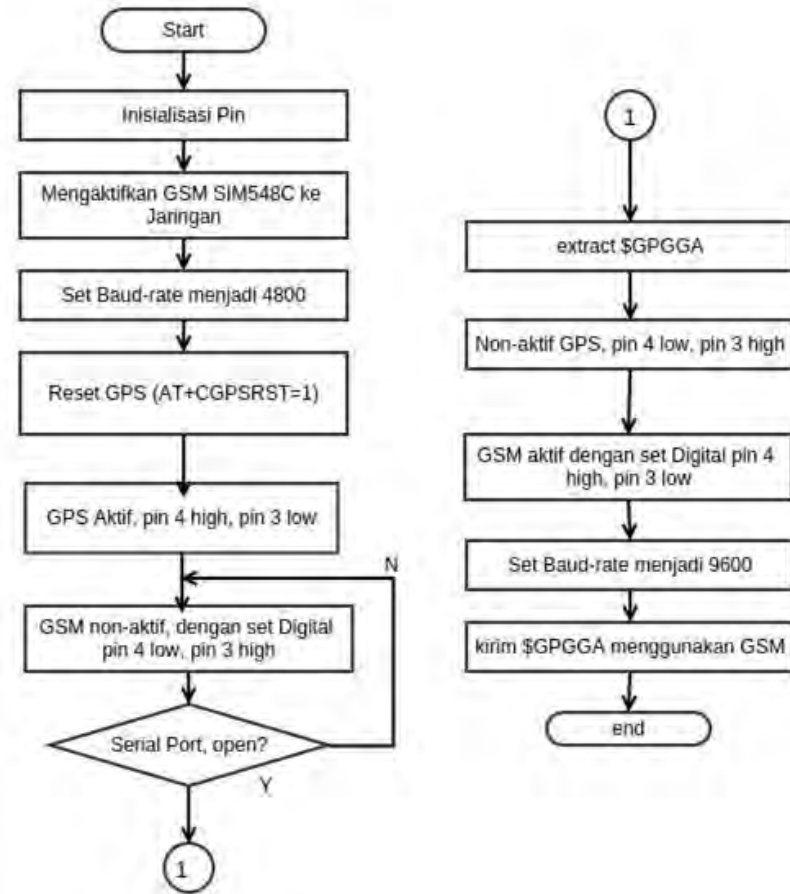 Start
Inisialisasi Pin
Mengaktifkan GSM SIM548C ke
Jaringan
Set Baud-rate menjadi 4800
Reset GPS (AT+CGPSRST=1)
GPS Aktif, pin 4 high, pin 3 low
N
GSM non-aktif, dengan set Digital
pin 4 low, pin 3 high
Serial Port, open?
Y
1
1
extract $GPGGA
Non-aktif GPS, pin 4 low, pin 3 high
GSM aktif dengan set Digital pin 4
high, pin 3 low
Set Baud-rate menjadi 9600
kirim $GPGGA menggunakan GSM
end